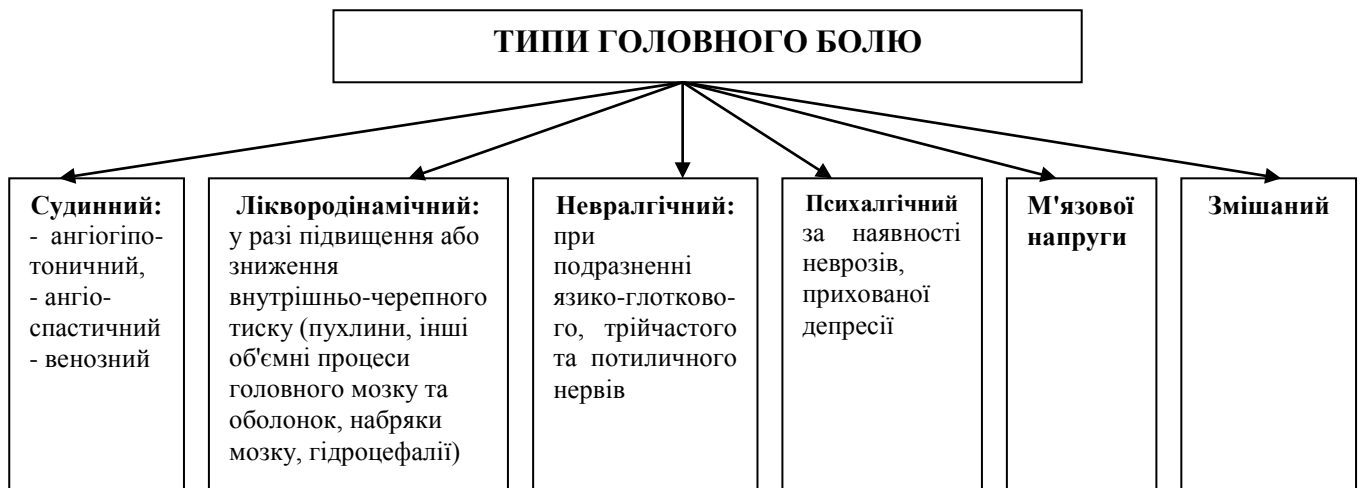 ТИПИ ГОЛОВНОГО БОЛЮ
Судинний:
- ангіогіпо-
тоничний,
- ангіо-
спастичний
- венозний
Ліквородінамічний:
у разі підвищення або
зниження
внутрішньо-черепного
тиску (пухлини, інші
об'ємні процеси
головного мозку та
оболонок, набряки
мозку, гідроцефалії)
Невралгічний:
при
подразненні
язико-глотково-
го, трійчастого
та потиличного
нервів
Психалгічний
за наявності
неврозів,
прихованої
депресії
М'язової
напруги
Змішаний